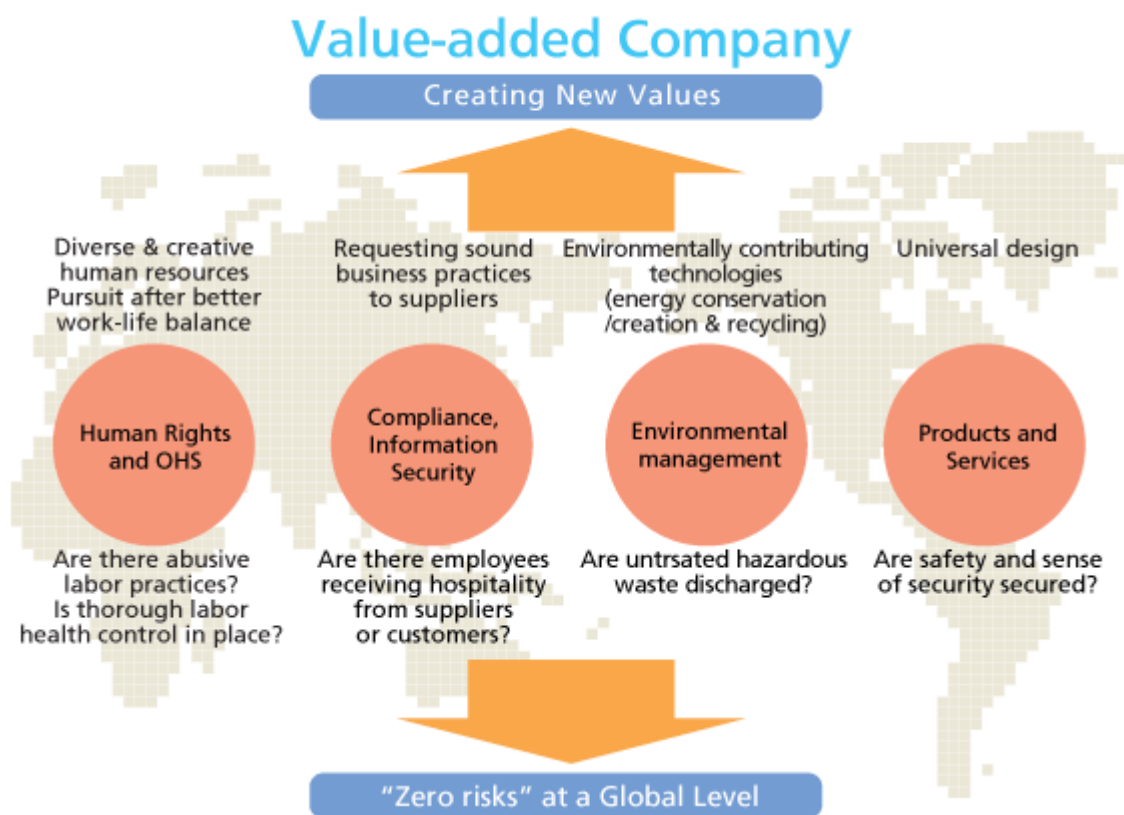 Value-added Company
Creating New Values
Diverse & creative
human resources
Pursuit after better
work-life balance
Requesting sound
business practices
to suppliers
Environmentally contributing
technologies
(energy conservation
/creation & recycling)
Universal design
Human Rights
and OHS
Compliance,
Information
Security
Environmental
management
Products and
Services
Are there abusive
labor practices?
Is thorough labor
health control in place?
Are there employees
receiving hospitality
from suppliers
or customers?
Are untrsated hazardous
waste discharged?
Are safety and sense
of security secured?
“Zero risks” at a Global Level